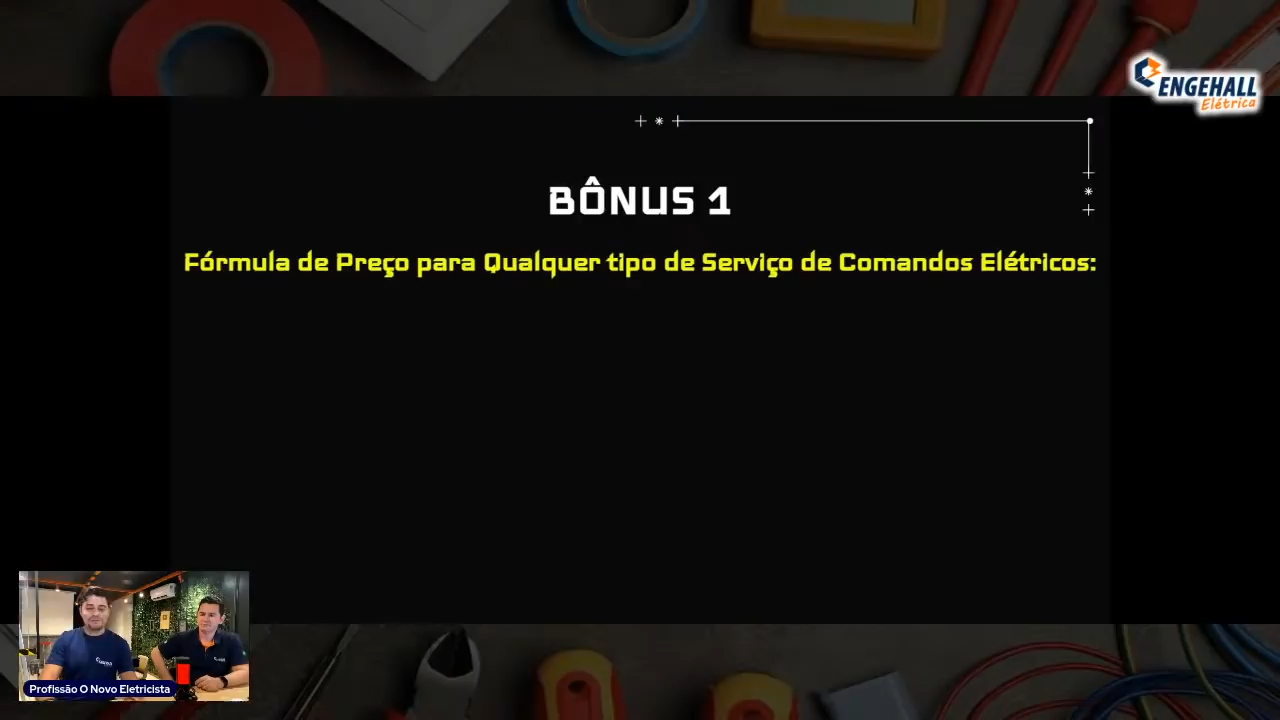 ENGEHALL
Elétrica
BÔNUS 1
Fórmula de Preço para Qualquer tipo de Serviço de Comandos Elétricos:
Profissão O Novo Eletricista